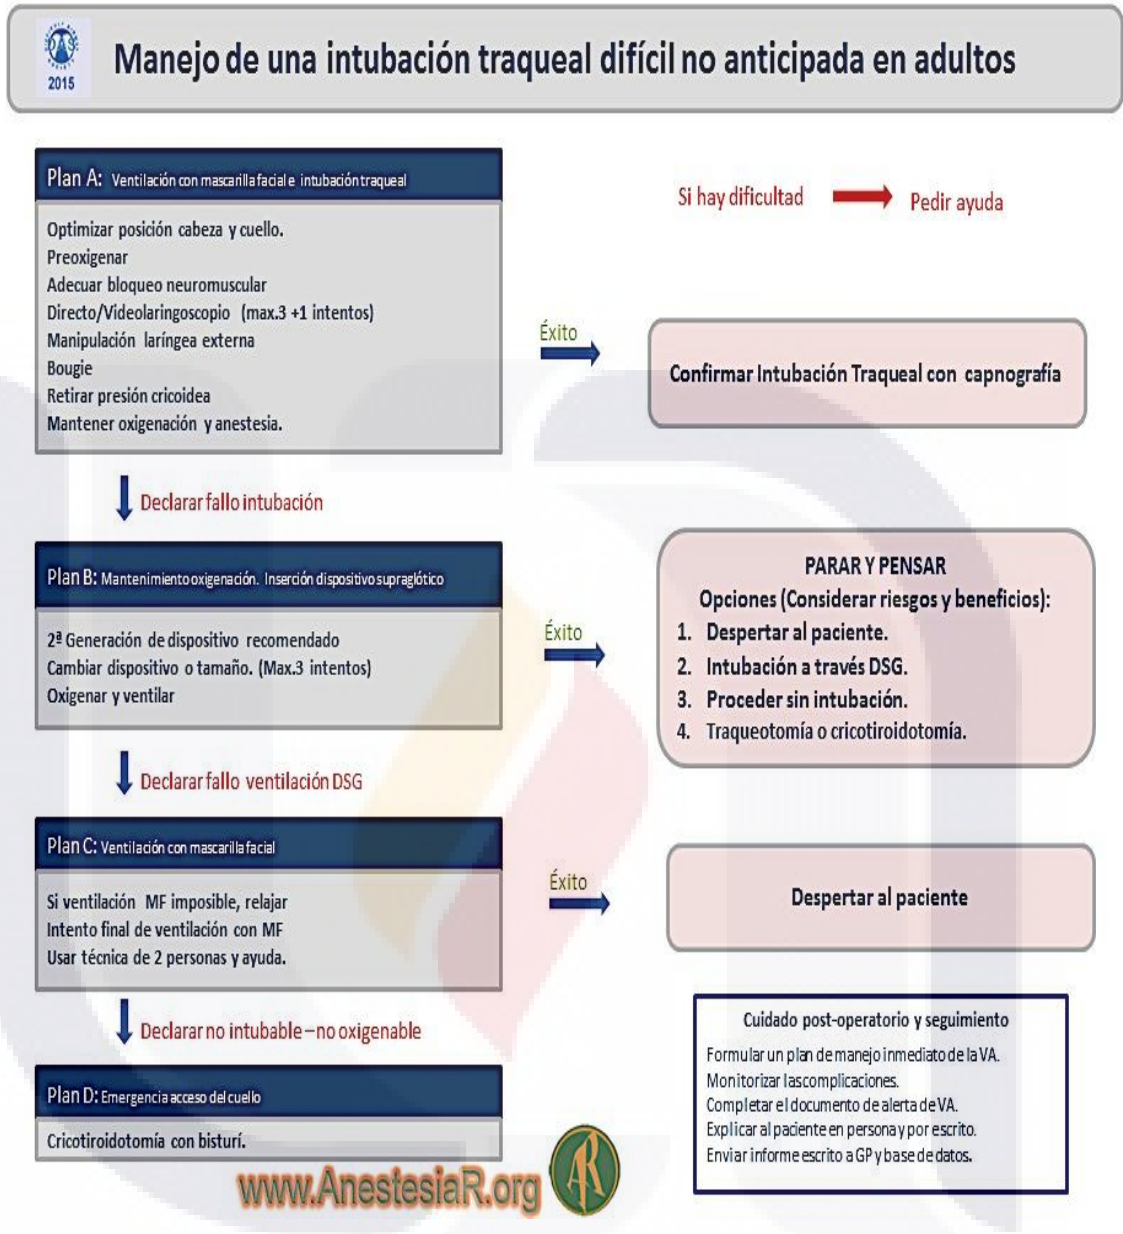 DAS
2015
Manejo de una intubación traqueal difícil no anticipada en adultos
Plan A: Ventilación con mascarilla facial e intubación traqueal
Optimizar posición cabeza y cuello.
Preoxigenar
Adecuar bloqueo neuromuscular
Directo/Videolaringoscopio (max.3 +1 intentos)
Manipulación laríngea externa
Bougie
Retirar presión cricoidea
Mantener oxigenación y anestesia.
Si hay dificultad
Pedir ayuda
Éxito
Confirmar Intubación Traqueal con capnografía
Declarar fallo intubación
Plan B: Mantenimiento oxigenación. Inserción dispositivo supraglótico
2ª Generación de dispositivo recomendado
Cambiar dispositivo o tamaño. (Max.3 intentos)
Oxigenar y ventilar
Éxito
PARAR Y PENSAR
Opciones (Considerar riesgos y beneficios):
1. Despertar al paciente.
2. Intubación a través DSG.
3. Proceder sin intubación.
4. Traqueotomía o cricotiroidotomía.
Declarar fallo ventilación DSG
Plan C: Ventilación con mascarilla facial
Si ventilación MF imposible, relajar
Intento final de ventilación con MF
Usar técnica de 2 personas y ayuda.
Éxito
Despertar al paciente
Declarar no intubable – no oxigenable
Plan D: Emergencia acceso del cuello
Cricotiroidotomía con bisturí.
Cuidado post-operatorio y seguimiento
Formular un plan de manejo inmediato de la VA.
Monitorizar las complicaciones.
Completar el documento de alerta de VA.
Explicar al paciente en persona y por escrito.
Enviar informe escrito a GP y base de datos.
www.AnestesiaR.org
AR